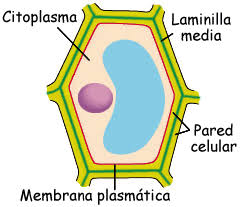 Citoplasma
Laminilla
media
Pared
celular
Membrana plasmática